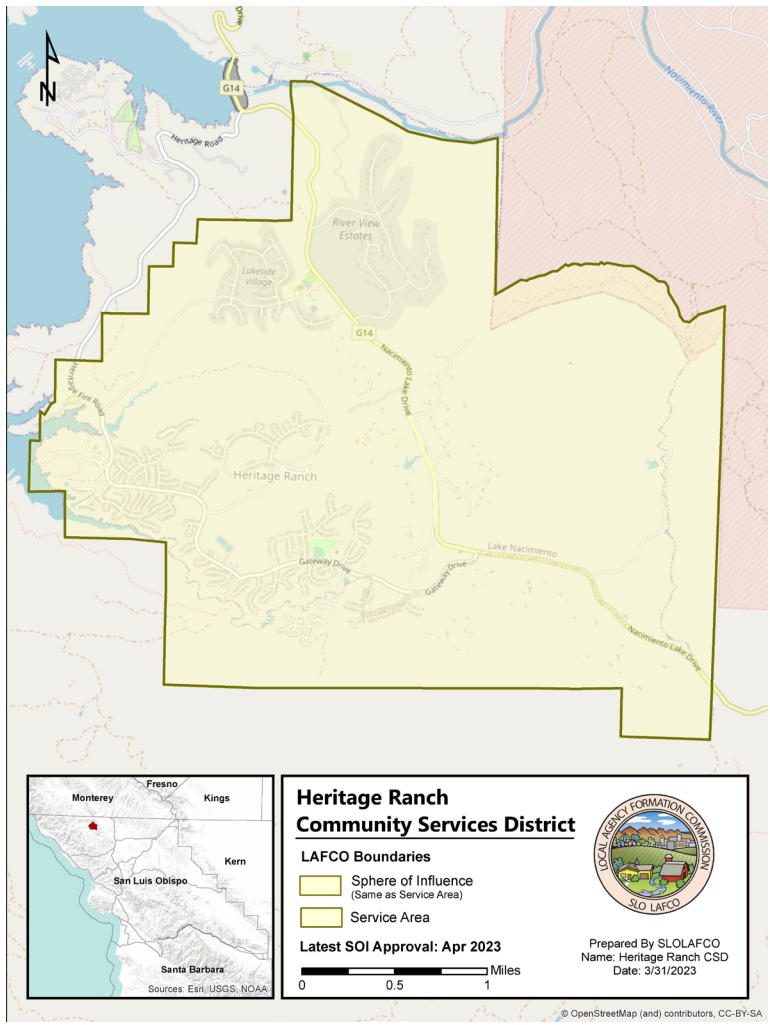 gie
N
G14
Heritage Road
Nacimiento River
River View
Estates
Lakeside
Village
G14
Nacimiento Lake Drive
Heritage Fire Road
Heritage Ranch
Lake Nacimiento
Gateway Drive
Gateway Drive
Nacimiento Lake Drive
Fresno
Monterey
Kings
Kern
San Luis Obispo
Santa Barbara
Sources: Esri, USGS, NOAA
Heritage Ranch
Community Services District
LAFCO Boundaries
Sphere of Influence
(Same as Service Area)
Service Area
Latest SOI Approval: Apr 2023
Miles
0 0.5 1
LOCAL AGENCY FORMATION COMMISSION
SLO LAFCO
Prepared By SLOLAFCO
Name: Heritage Ranch CSD
Date: 3/31/2023
© OpenStreetMap (and) contributors, CC-BY-SA